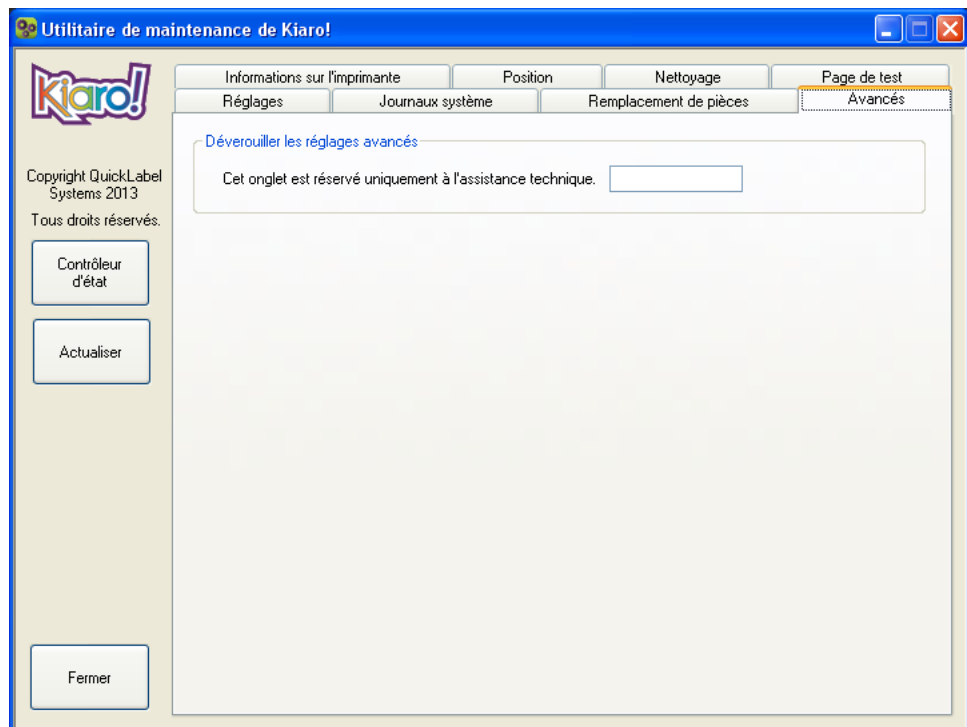 Utilitaire de maintenance de Kiaro!
Kiaro!
Informations sur l'imprimante
Position
Nettoyage
Page de test
Réglages
Journaux système
Remplacement de pièces
Avancés
Déverouiller les réglages avancés
Cet onglet est réservé uniquement à l'assistance technique.
Copyright QuickLabel
Systems 2013
Tous droits réservés.
Contrôleur
d'état
Actualiser
Fermer